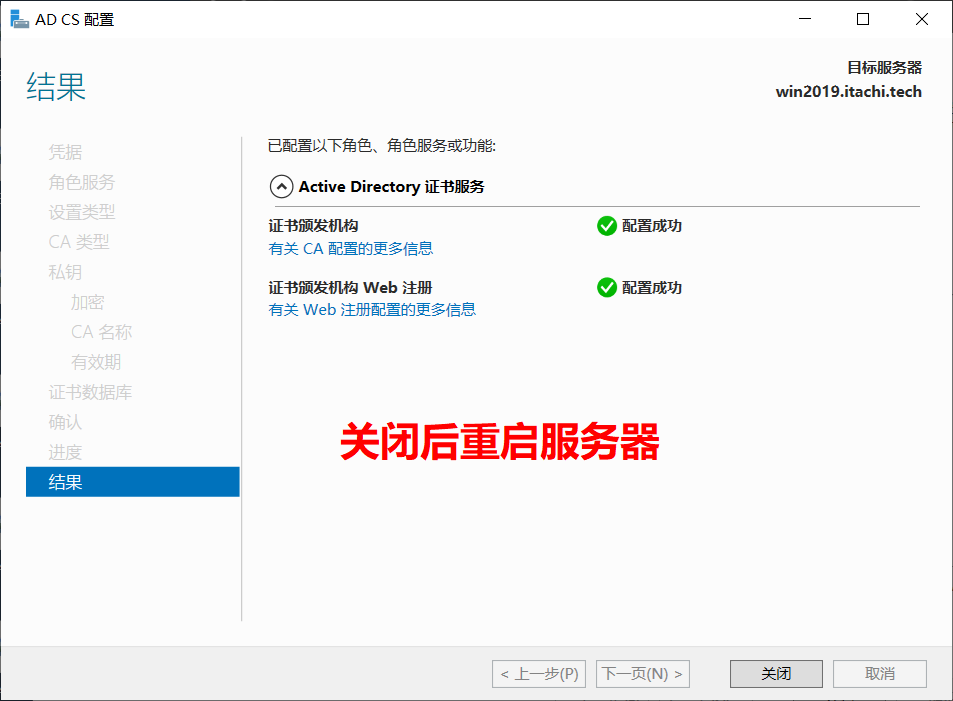 AD CS 配置
结果
目标服务器
win2019.itachi.tech
凭据
角色服务
设置类型
CA 类型
私钥
加密
CA 名称
有效期
证书数据库
确认
进度
结果
已配置以下角色、角色服务或功能:
Active Directory 证书服务
证书颁发机构 配置成功
有关 CA 配置的更多信息
证书颁发机构 Web 注册 配置成功
有关 Web 注册配置的更多信息
关闭后重启服务器
< 上一步(P) 下一页(N) > 关闭 取消